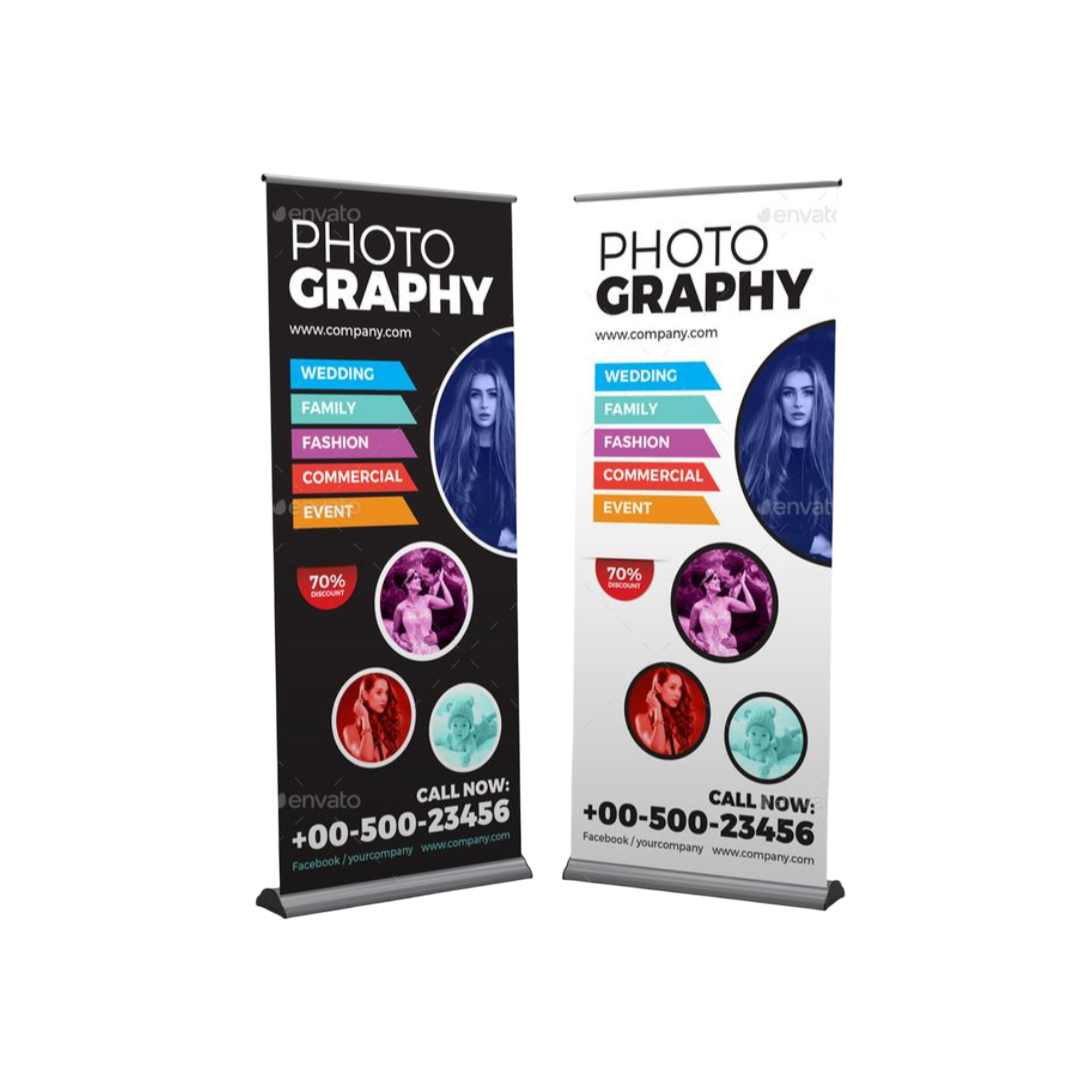 envato
PHOTO
GRAPHY
www.company.com
WEDDING
FAMILY
FASHION
COMMERCIAL
EVENT
envato
70%
DISCOUNT
CALL NOW:
envato
+00-500-23456
Facebook / yourcompany www.company.com
envato
PHOTO
GRAPHY
www.company.com
WEDDING
FAMILY
FASHION
COMMERCIAL
EVENT
envato
70%
DISCOUNT
CALL NOW:
+00-500-23456
Facebook / yourcompany www.company.com